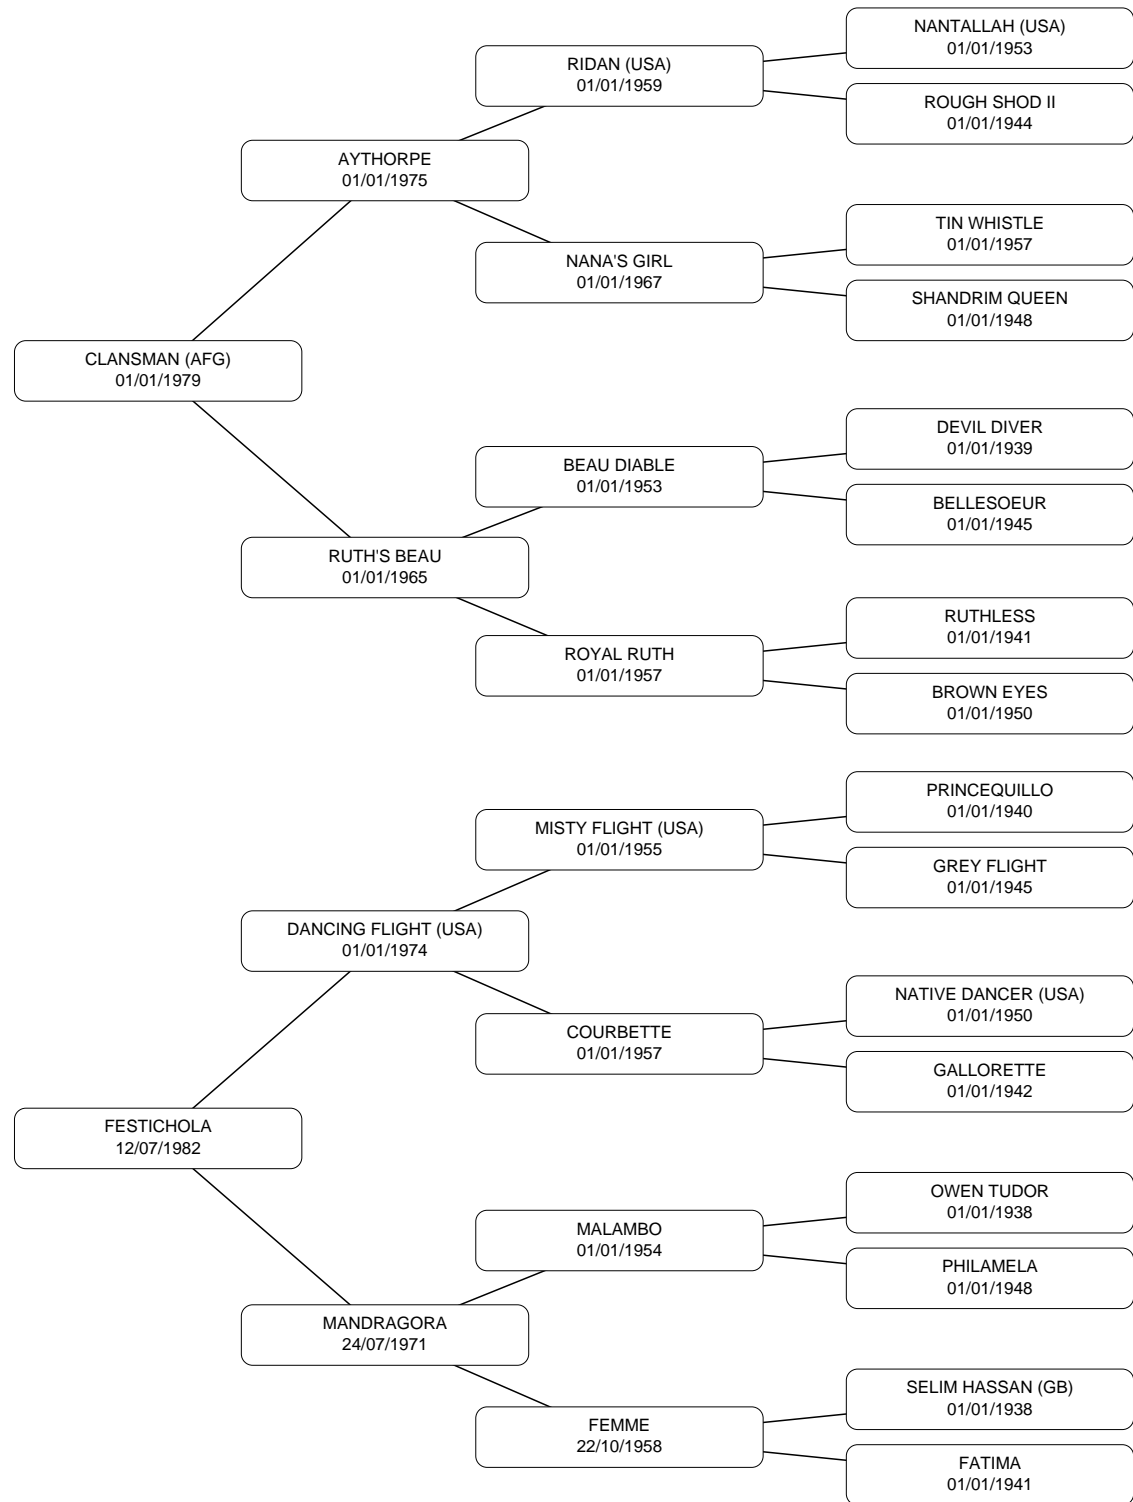 NANTALLAH (USA)
01/01/1953
RIDAN (USA)
01/01/1959
ROUGH SHOD II
01/01/1944
AYTHORPE
01/01/1975
TIN WHISTLE
01/01/1957
NANA'S GIRL
01/01/1967
SHANDRIM QUEEN
01/01/1948
CLANSMAN (AFG)
01/01/1979
DEVIL DIVER
01/01/1939
BEAU DIABLE
01/01/1953
BELLESOEUR
01/01/1945
RUTH'S BEAU
01/01/1965
RUTHLESS
01/01/1941
ROYAL RUTH
01/01/1957
BROWN EYES
01/01/1950
PRINCEQUILLO
01/01/1940
MISTY FLIGHT (USA)
01/01/1955
GREY FLIGHT
01/01/1945
DANCING FLIGHT (USA)
01/01/1974
NATIVE DANCER (USA)
01/01/1950
COURBETTE
01/01/1957
GALLORETTE
01/01/1942
FESTICHOLA
12/07/1982
OWEN TUDOR
01/01/1938
MALAMBO
01/01/1954
PHILAMELA
01/01/1948
MANDRAGORA
24/07/1971
SELIM HASSAN (GB)
01/01/1938
FEMME
22/10/1958
FATIMA
01/01/1941